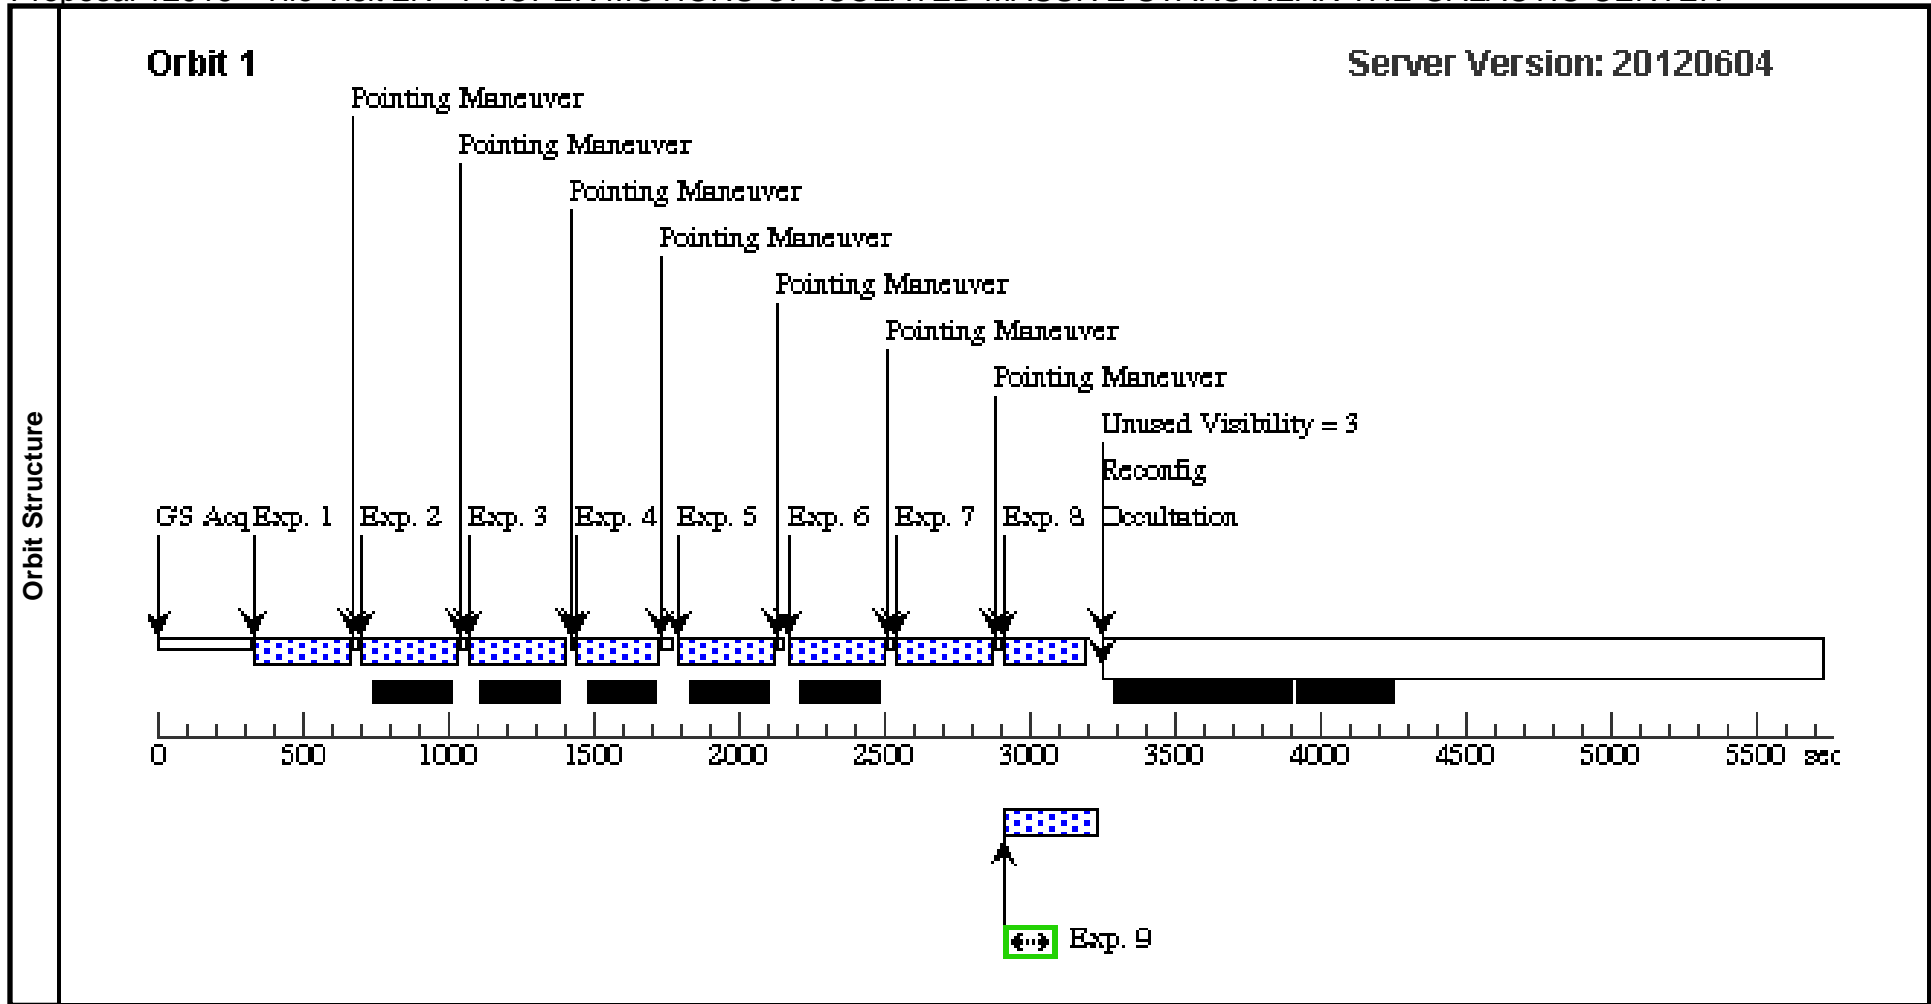 Orbit 1
Server Version: 20120604
Pointing Maneuver
Pointing Maneuver
Pointing Maneuver
Pointing Maneuver
Pointing Maneuver
Pointing Maneuver
Pointing Maneuver
Unused Visibility = 3
Reconfig
GS Acq Exp. 1 Exp. 2 Exp. 3 Exp. 4 Exp. 5 Exp. 6 Exp. 7 Exp. 8 Occultation
Orbit Structure
0 500 1000 1500 2000 2500 3000 3500 4000 4500 5000 5500 sec
Exp. 9